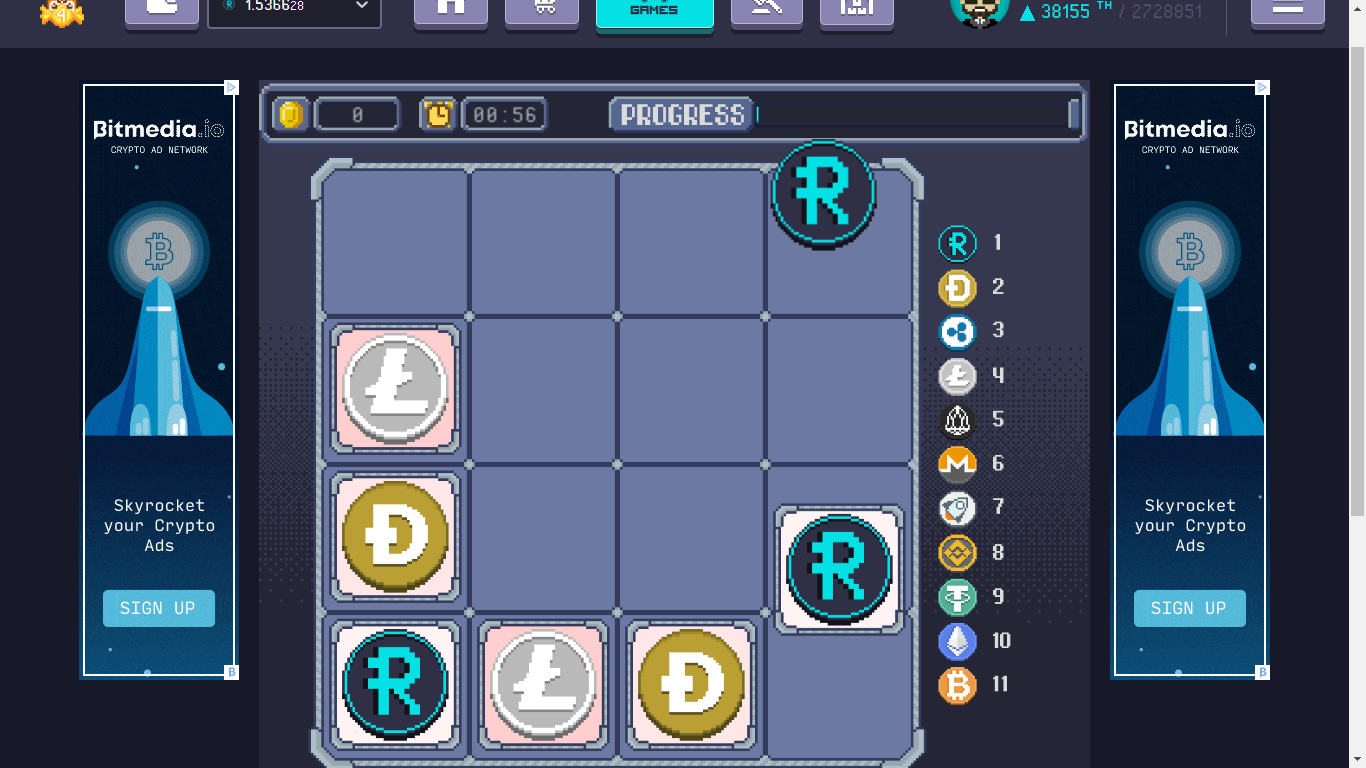 1.536628
GAMES
38155 TH / 2728851
Bitmedia.io
CRYPTO AD NETWORK
Skyrocket
your Crypto
Ads
SIGN UP
0
00:56
PROGRESS
1
2
3
4
5
6
7
8
9
10
11
Bitmedia.io
CRYPTO AD NETWORK
Skyrocket
your Crypto
Ads
SIGN UP